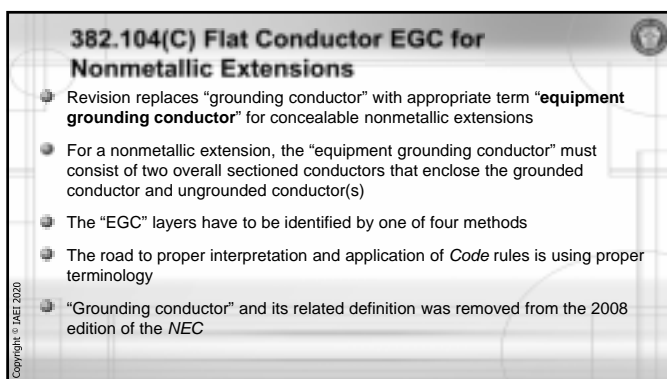 382.104(C) Flat Conductor EGC for
Nonmetallic Extensions
Revision replaces “grounding conductor” with appropriate term “equipment
grounding conductor” for concealable nonmetallic extensions
For a nonmetallic extension, the “equipment grounding conductor” must
consist of two overall sectioned conductors that enclose the grounded
conductor and ungrounded conductor(s)
The “EGC” layers have to be identified by one of four methods
The road to proper interpretation and application of Code rules is using proper
terminology
“Grounding conductor” and its related definition was removed from the 2008
edition of the NEC
Copyright © IAEI 2020